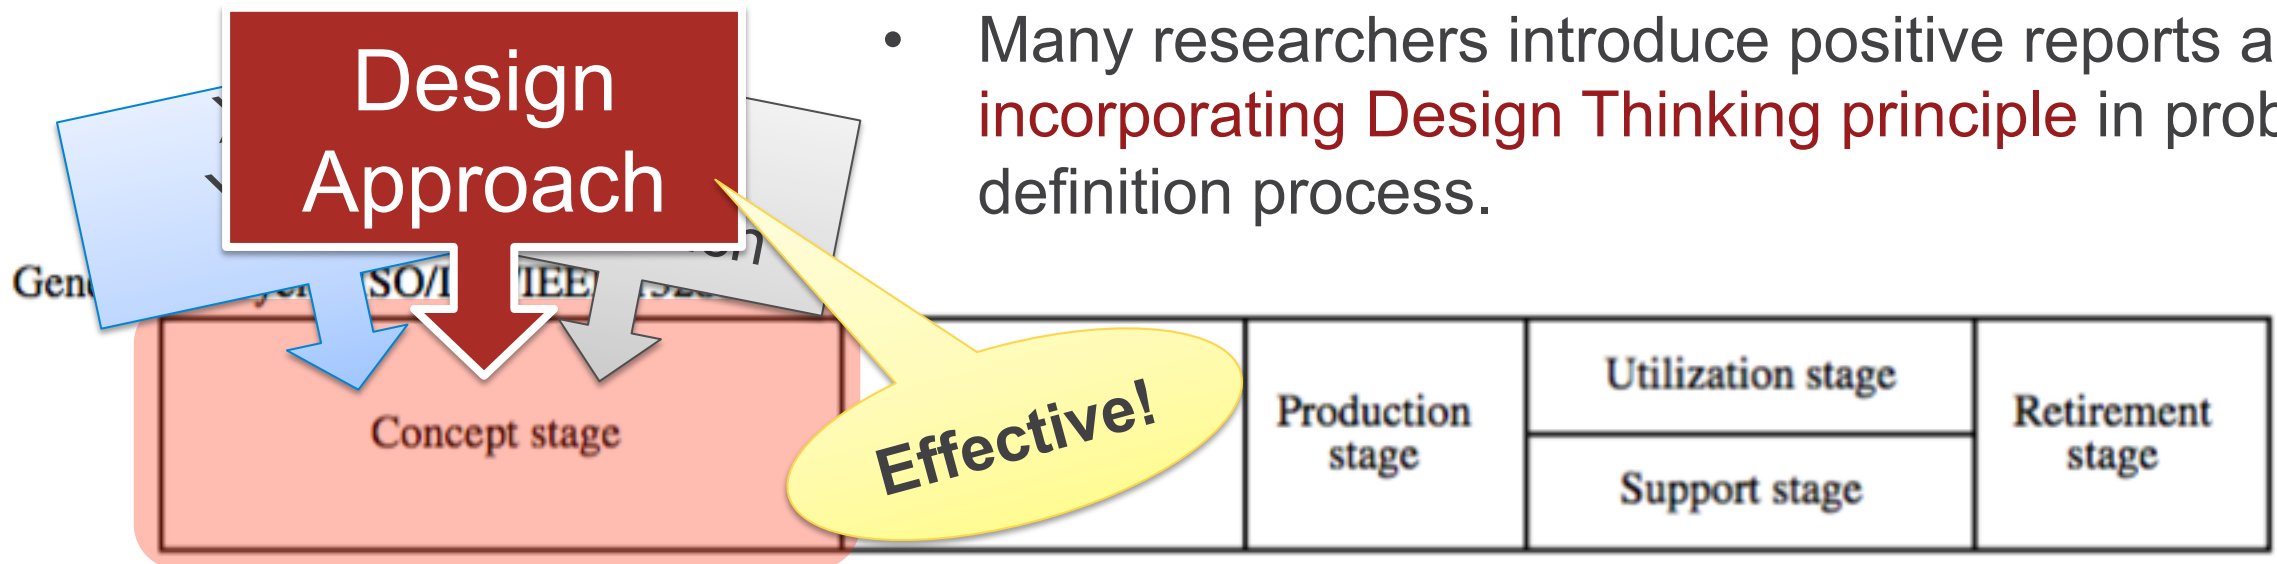 Design
Approach
• Many researchers introduce positive reports
incorporating Design Thinking principle in
definition process.
Concept stage
Effective!
Production
stage
Utilization stage
Support stage
Retirement
stage